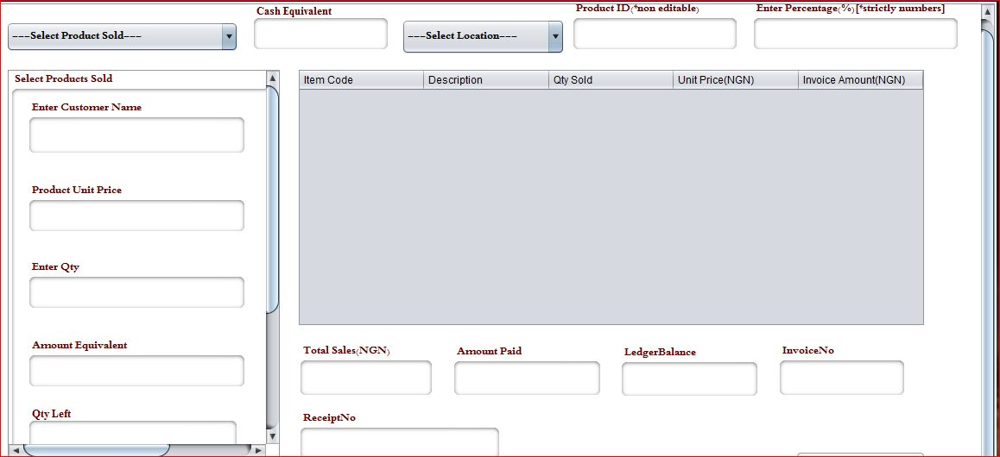 Cash Equivalent
Product ID(*non editable)
Enter Percentage(%)[*strictly numbers]
---Select Product Sold---
---Select Location---
Select Products Sold
Enter Customer Name
Product Unit Price
Enter Qty
Amount Equivalent
Qty Left
Item Code
Description
Qty Sold
Unit Price(NGN)
Invoice Amount(NGN)
Total Sales(NGN)
Amount Paid
LedgerBalance
InvoiceNo
ReceiptNo